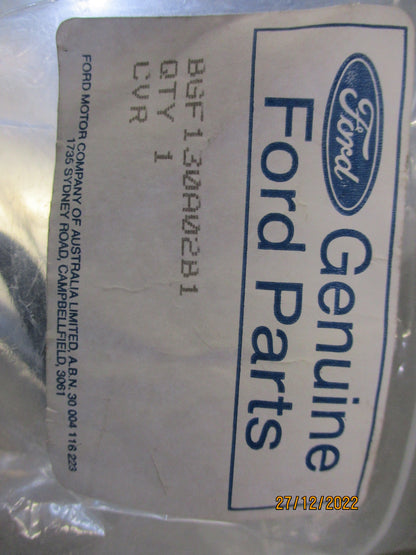 Ford
Genuine
Ford Parts
BGF130A02B1
QTY 1
CVR
FORD MOTOR COMPANY OF AUSTRALIA LIMITED, A.B.N. 30 004 116 223
1735 SYDNEY ROAD, CAMPBELLFIELD, 3061
27/12/2022